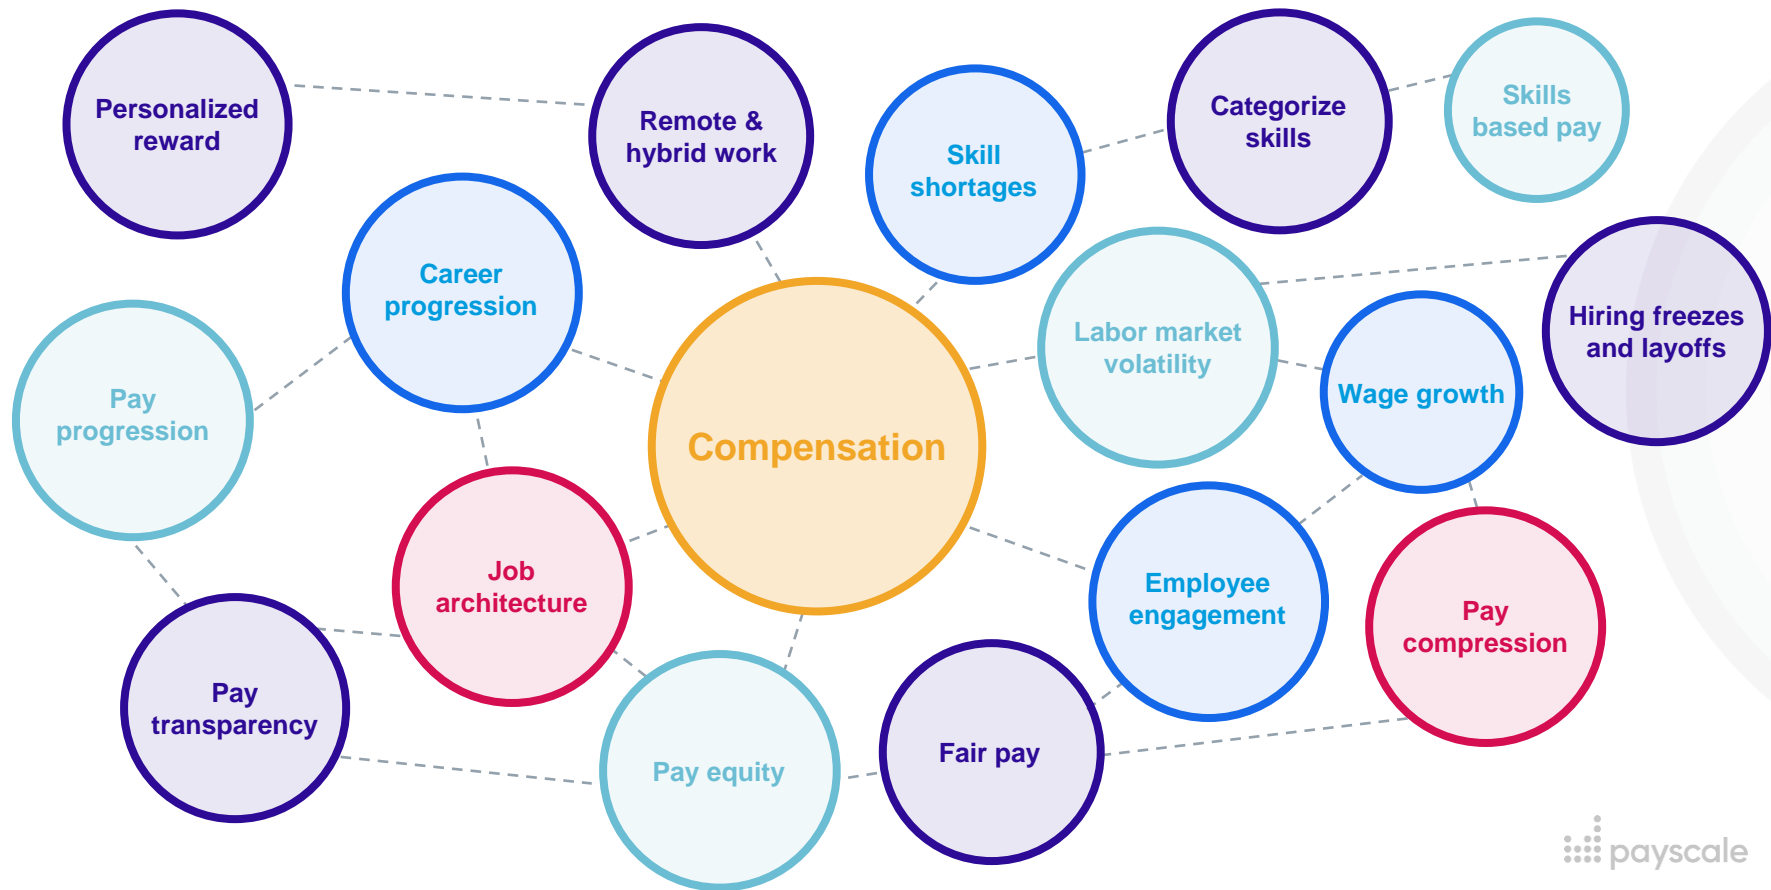 Personalized
reward
Remote &
hybrid work
Skill
shortages
Categorize
skills
Skills
based pay
Career
progression
Labor market
volatility
Hiring freezes
and layoffs
Pay
progression
Compensation
Wage growth
Job
architecture
Employee
engagement
Pay
compression
Pay
transparency
Pay equity
Fair pay
payscale